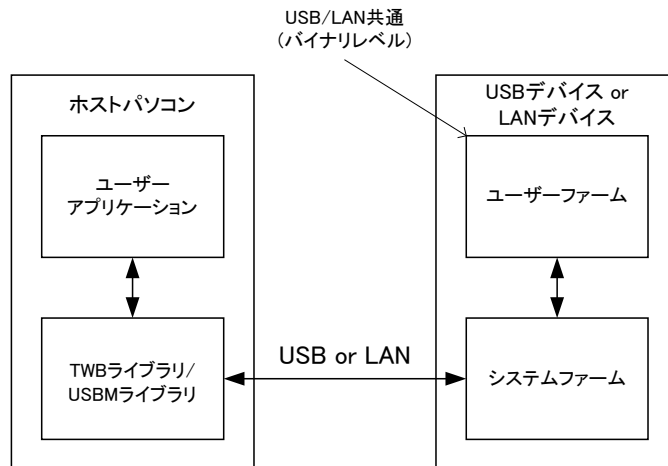 USB/LAN共通
(バイナリレベル)
ホストパソコン
ユーザー
アプリケーション
TWBライブラリ/
USBMライブラリ
USB or LAN
USBデバイス or
LANデバイス
ユーザーファーム
システムファーム